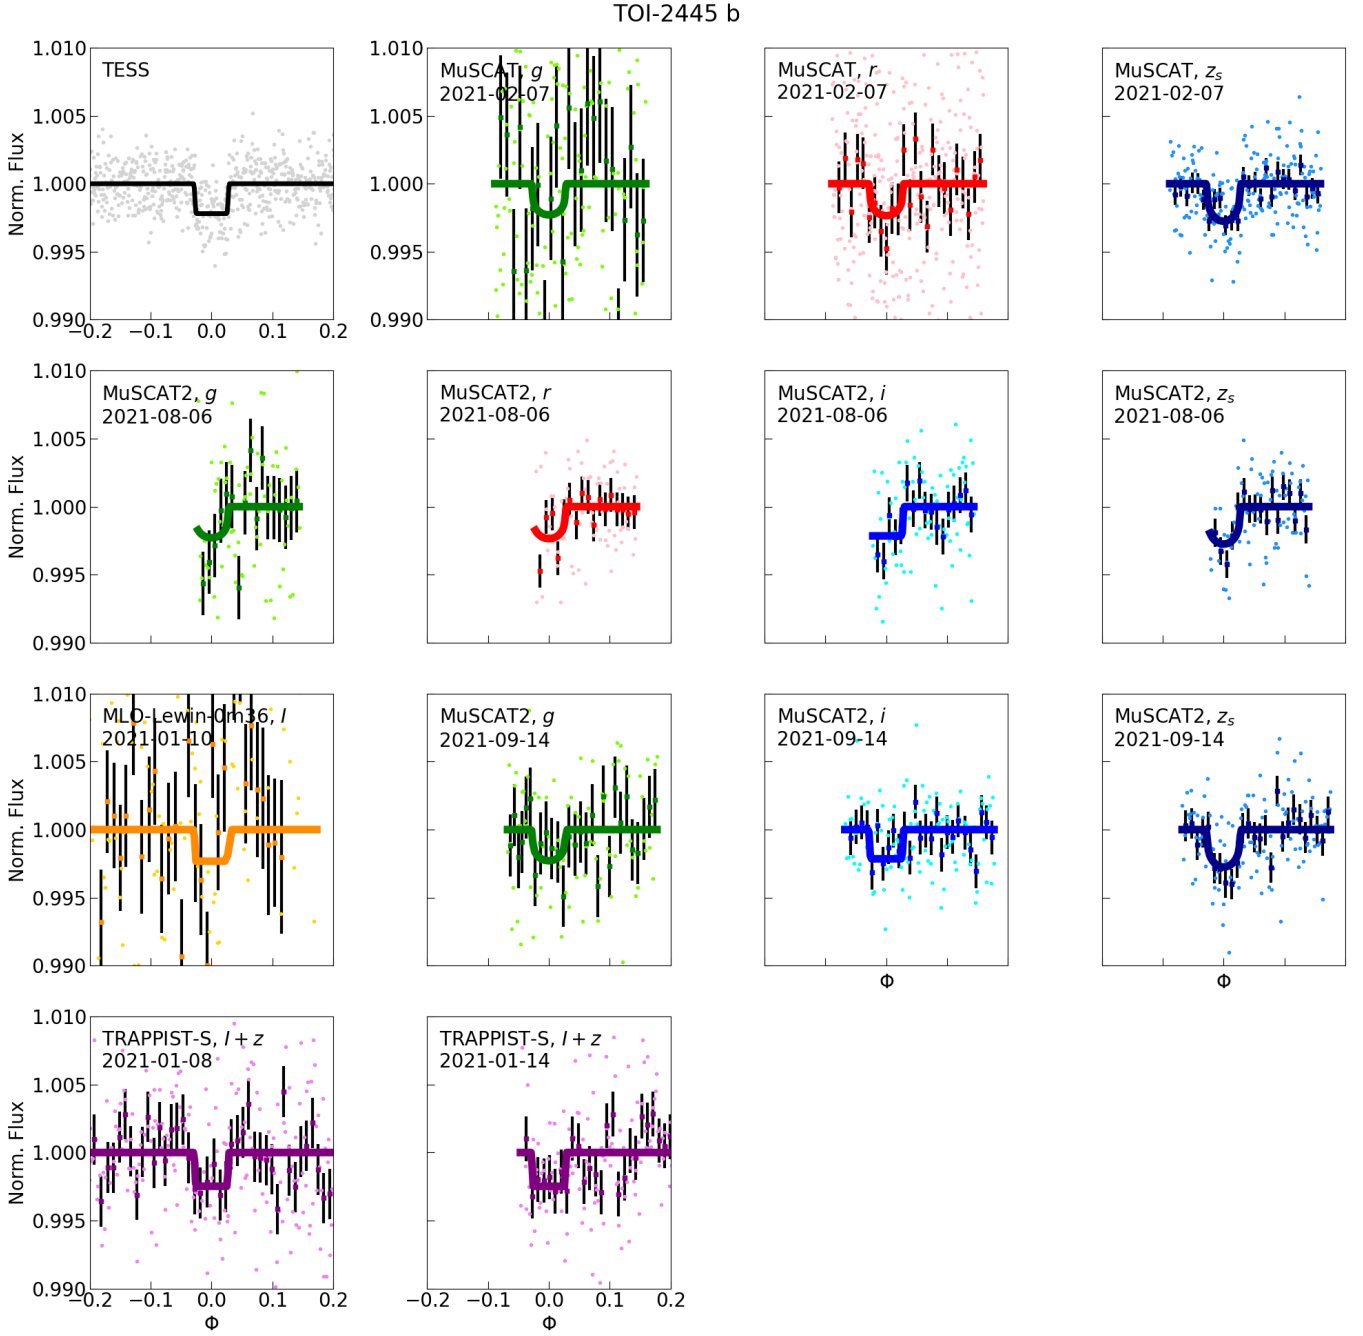 TOI-2445 b
TESS
MuSCAT, g
2021-02-07
MuSCAT, r
2021-02-07
MuSCAT, zs
2021-02-07
Norm. Flux
1.010
1.005
1.000
0.995
0.990
−0.2
−0.1
0.0
0.1
0.2
1.010
1.005
1.000
0.995
0.990
MuSCAT2, g
2021-08-06
MuSCAT2, r
2021-08-06
MuSCAT2, i
2021-08-06
MuSCAT2, zs
2021-08-06
Norm. Flux
1.010
1.005
1.000
0.995
0.990
MLO-Lewin-0m36, I
2021-01-10
MuSCAT2, g
2021-09-14
MuSCAT2, i
2021-09-14
MuSCAT2, zs
2021-09-14
Norm. Flux
1.010
1.005
1.000
0.995
0.990
Φ
Φ
TRAPPIST-S, I + z
2021-01-08
TRAPPIST-S, I + z
2021-01-14
Norm. Flux
1.010
1.005
1.000
0.995
0.990
−0.2
−0.1
0.0
0.1
0.2
Φ
−0.2
−0.1
0.0
0.1
0.2
Φ